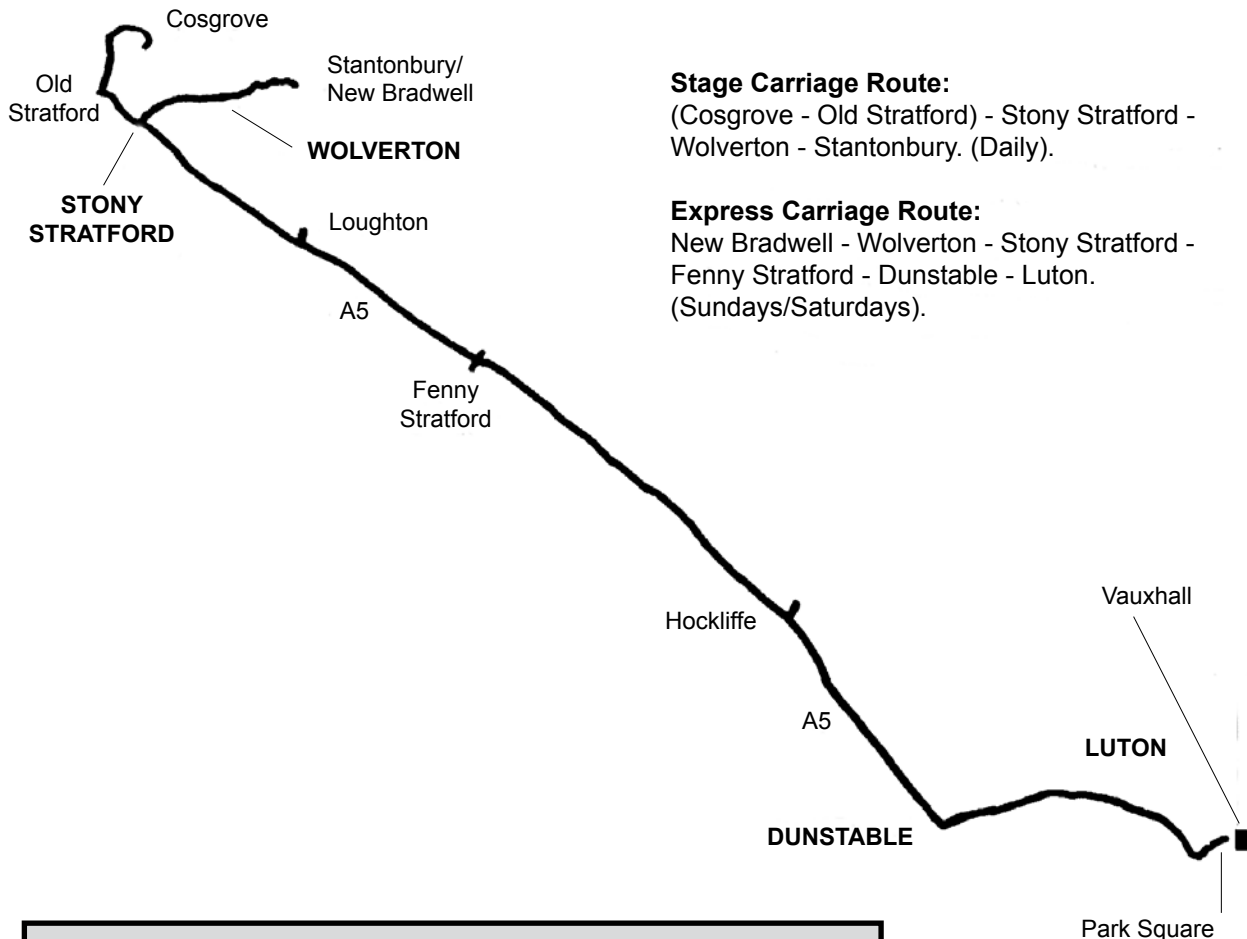 Cosgrove
Old
Stratford
Stantonbury/
New Bradwell
WOLVERTON
STONY
STRATFORD
Loughton
A5
Fenny
Stratford
Stage Carriage Route:
(Cosgrove - Old Stratford) - Stony Stratford -
Wolverton - Stantonbury. (Daily).
Express Carriage Route:
New Bradwell - Wolverton - Stony Stratford -
Fenny Stratford - Dunstable - Luton.
(Sundays/Saturdays).
Hockliffe
A5
Vauxhall
LUTON
DUNSTABLE
Park Square